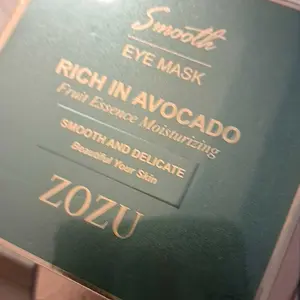 Smooth
EYE MASK
RICH IN AVOCADO
Fruit Essence Moisturizing
SMOOTH AND DELICATE
Beautiful Your Skin
ZOZU